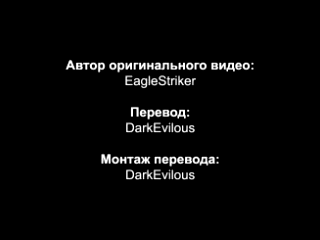 Автор оригинального видео:
EagleStriker
Перевод:
DarkEvilous
Монтаж перевода:
DarkEvilous